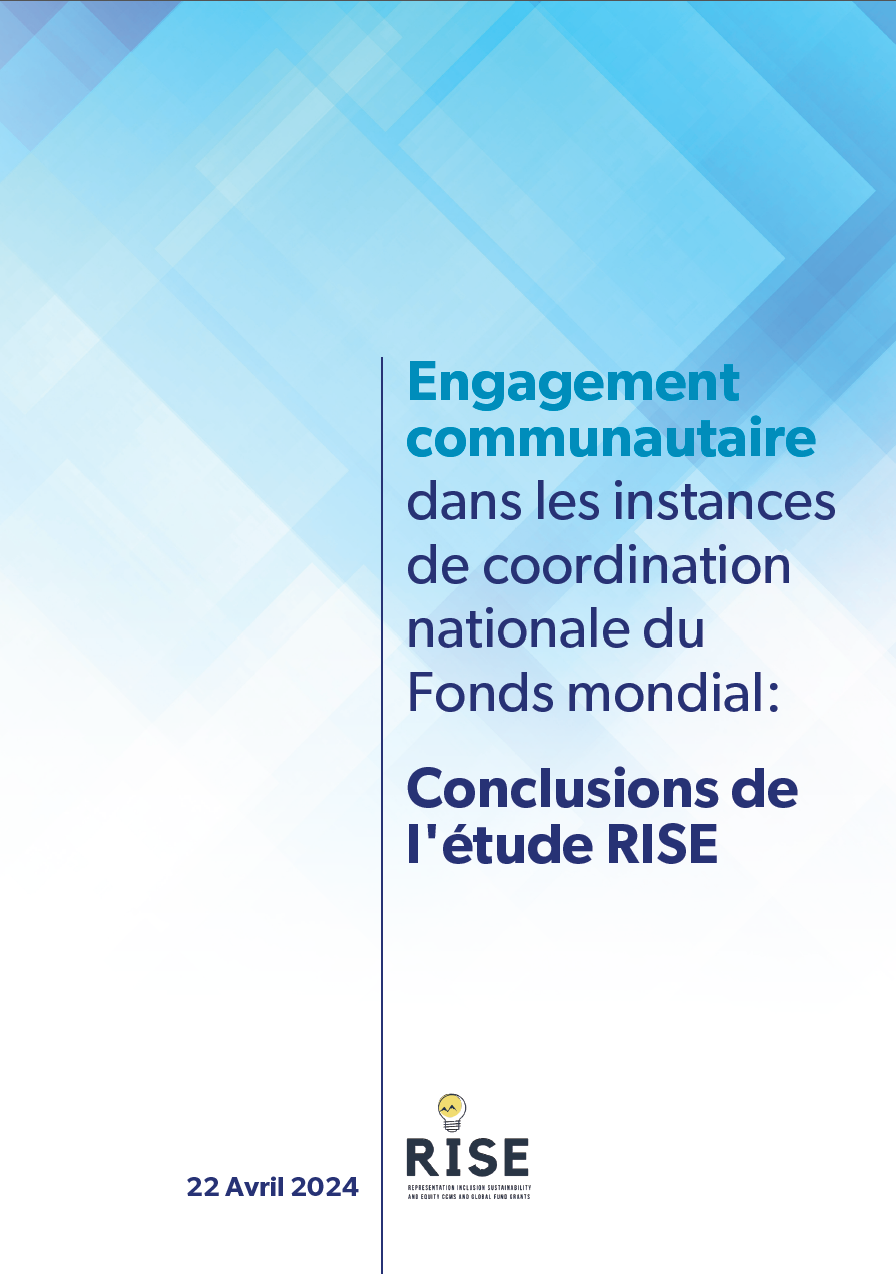 Engagement
communautaire
dans les instances
de coordination
nationale du
Fonds mondial:
Conclusions de
l'étude RISE
22 Avril 2024
RISE
REPRESENTATION INCLUSION SUSTAINABILITY
AND EQUITY CCMS AND GLOBAL FUND GRANTS